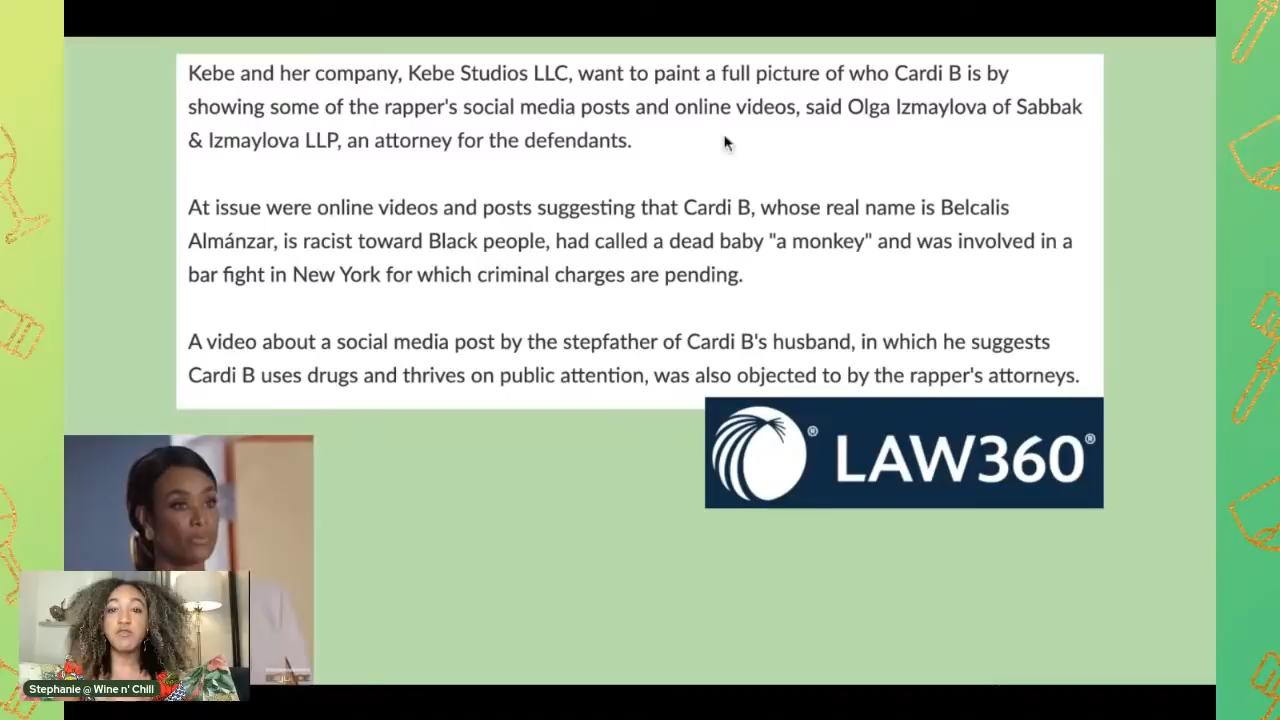 Kebe and her company, Kebe Studios LLC, want to paint a full picture of who Cardi B is by
showing some of the rapper's social media posts and online videos, said Olga Izmaylova of Sabbak
& Izmaylova LLP, an attorney for the defendants.
At issue were online videos and posts suggesting that Cardi B, whose real name is Belcalis
Almánzar, is racist toward Black people, had called a dead baby "a monkey" and was involved in a
bar fight in New York for which criminal charges are pending.
A video about a social media post by the stepfather of Cardi B's husband, in which he suggests
Cardi B uses drugs and thrives on public attention, was also objected to by the rapper's attorneys.
® LAW360®
Stephanie @ Wine n' Chill